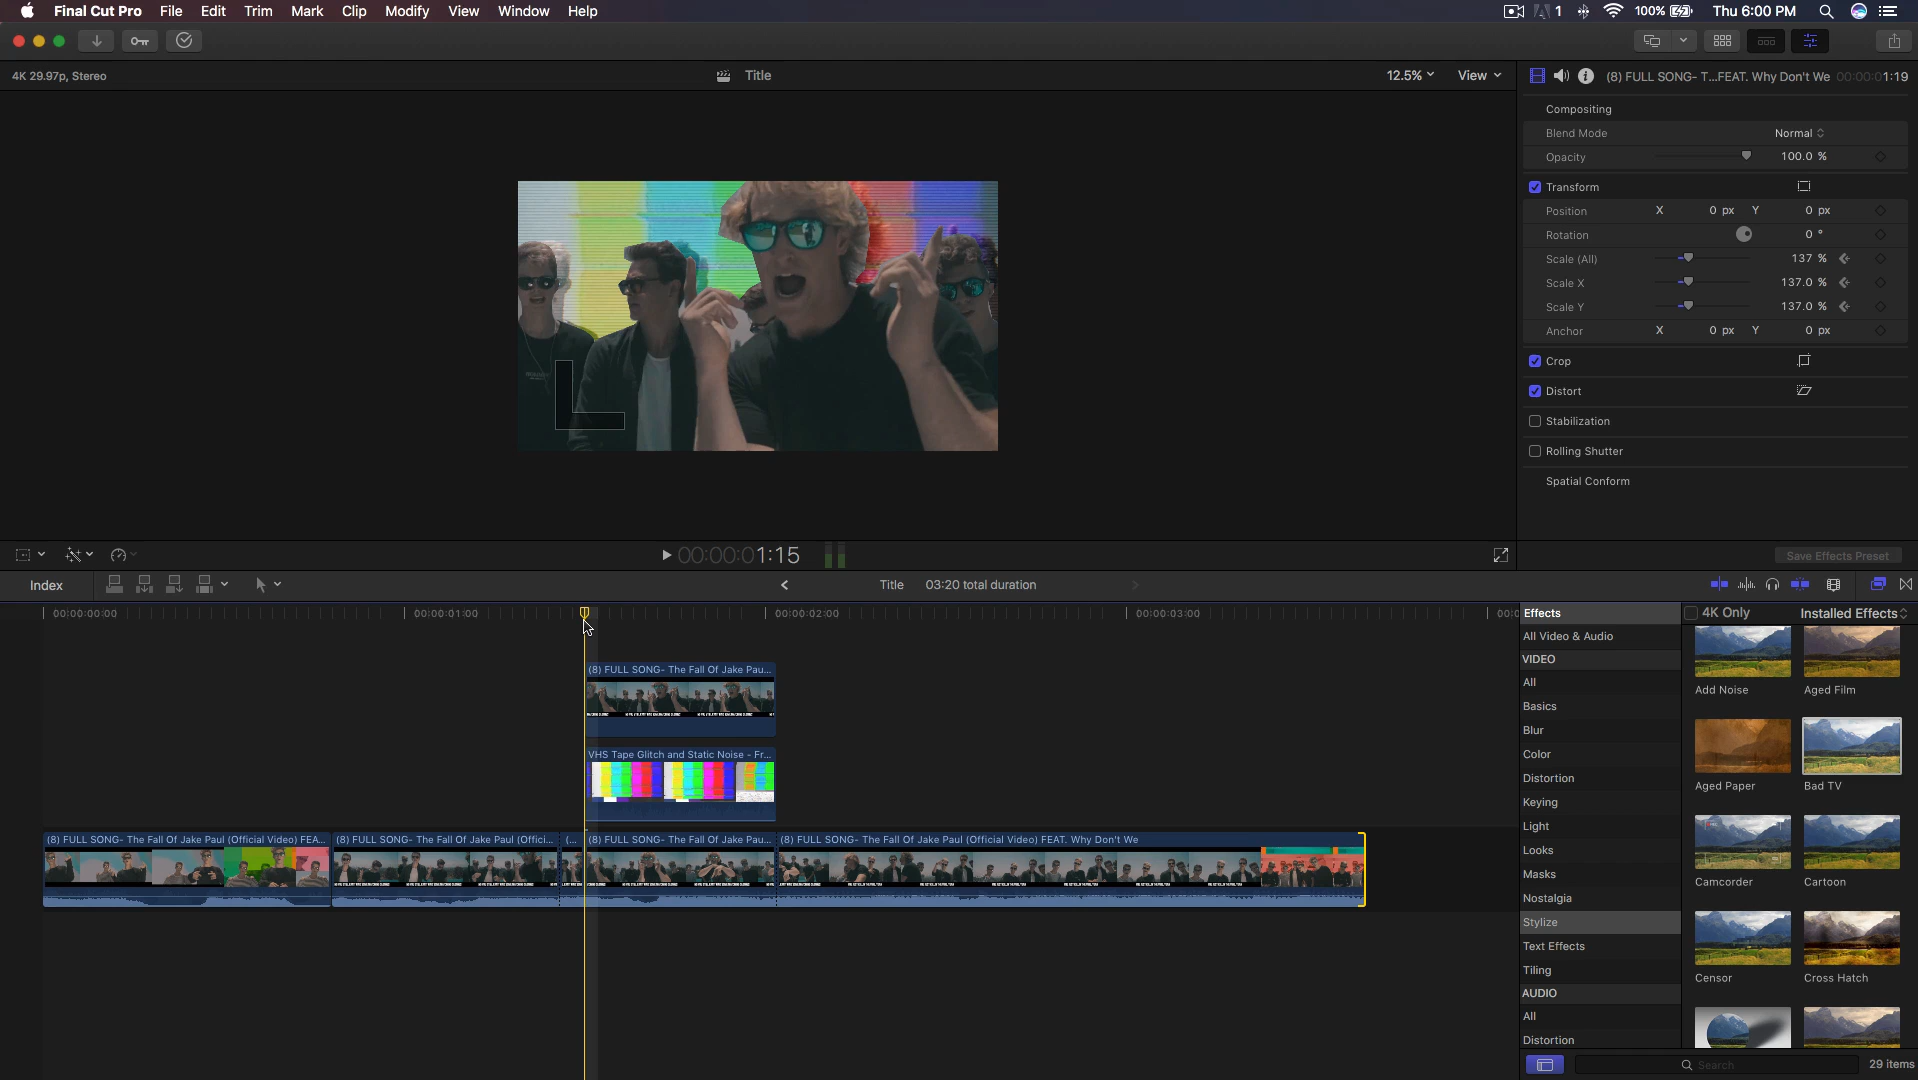 Final Cut Pro File Edit Trim Mark Clip Modify View Window Help
1 100% Thu 6:00 PM
4K 29.97p, Stereo
Title
12.5% View
(8) FULL SONG- T...FEAT. Why Don't We 00:00:01:19
Compositing
Blend Mode Normal
Opacity 100.0 %
Transform
Position X 0 px Y 0 px
Rotation 0 °
Scale (All) 137 %
Scale X 137.0 %
Scale Y 137.0 %
Anchor X 0 px Y 0 px
Crop
Distort
Stabilization
Rolling Shutter
Spatial Conform
00:00:01:15
Save Effects Preset
Index
Title 03:20 total duration
00:00:00:00 00:00:01:00 00:00:02:00 00:00:03:00
(8) FULL SONG- The Fall Of Jake Pau...
VHS Tape Glitch and Static Noise - Fr...
(8) FULL SONG- The Fall Of Jake Paul (Official Video) FEA...
(8) FULL SONG- The Fall Of Jake Paul (Offici...
(...
(8) FULL SONG- The Fall Of Jake Pau...
(8) FULL SONG- The Fall Of Jake Paul (Official Video) FEAT. Why Don't We
Effects
4K Only
Installed Effects
All Video & Audio
VIDEO
All
Basics
Blur
Color
Distortion
Keying
Light
Looks
Masks
Nostalgia
Stylize
Text Effects
Tiling
AUDIO
All
Distortion
Add Noise Aged Film
Aged Paper Bad TV
Camcorder Cartoon
Censor Cross Hatch
Search
29 items